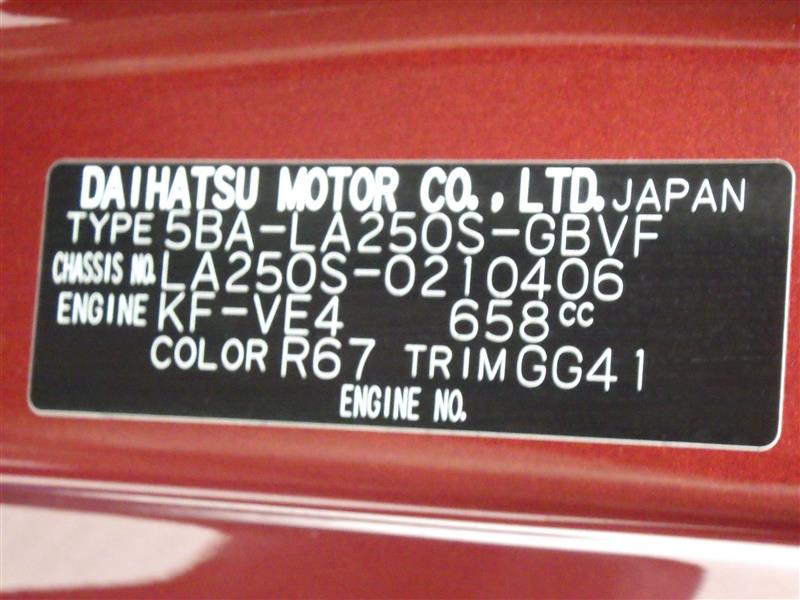 DAIHATSU MOTOR CO., LTD. JAPAN
TYPE 5BA-LA250S-GBVF
CHASSIS NO. LA250S-0210406
ENGINE KF-VE4 658cc
COLOR R67 TRIM GG41
ENGINE NO.